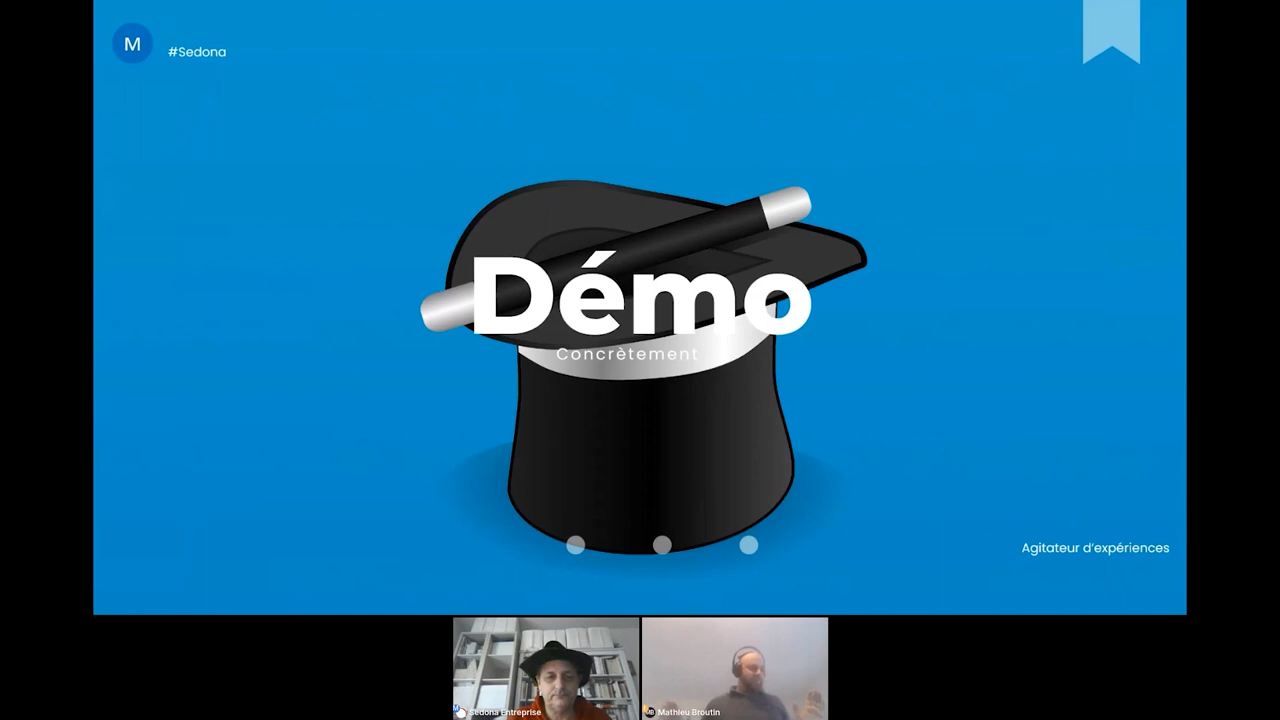 M
#Sedona
Démo
Concrètement
Agitateur d'expériences
Sedona Entreprise
Mathieu Broutin